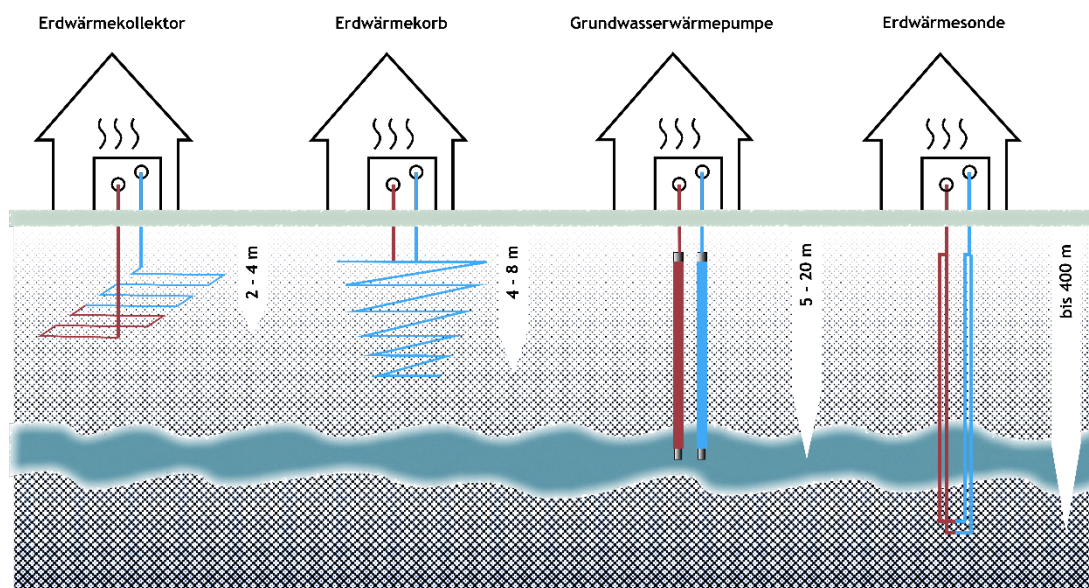 Erdwärmekollektor
Erdwärmekorb
Grundwasserwärmepumpe
Erdwärmesonde
2 - 4 m
4 - 8 m
5 - 20 m
bis 400 m